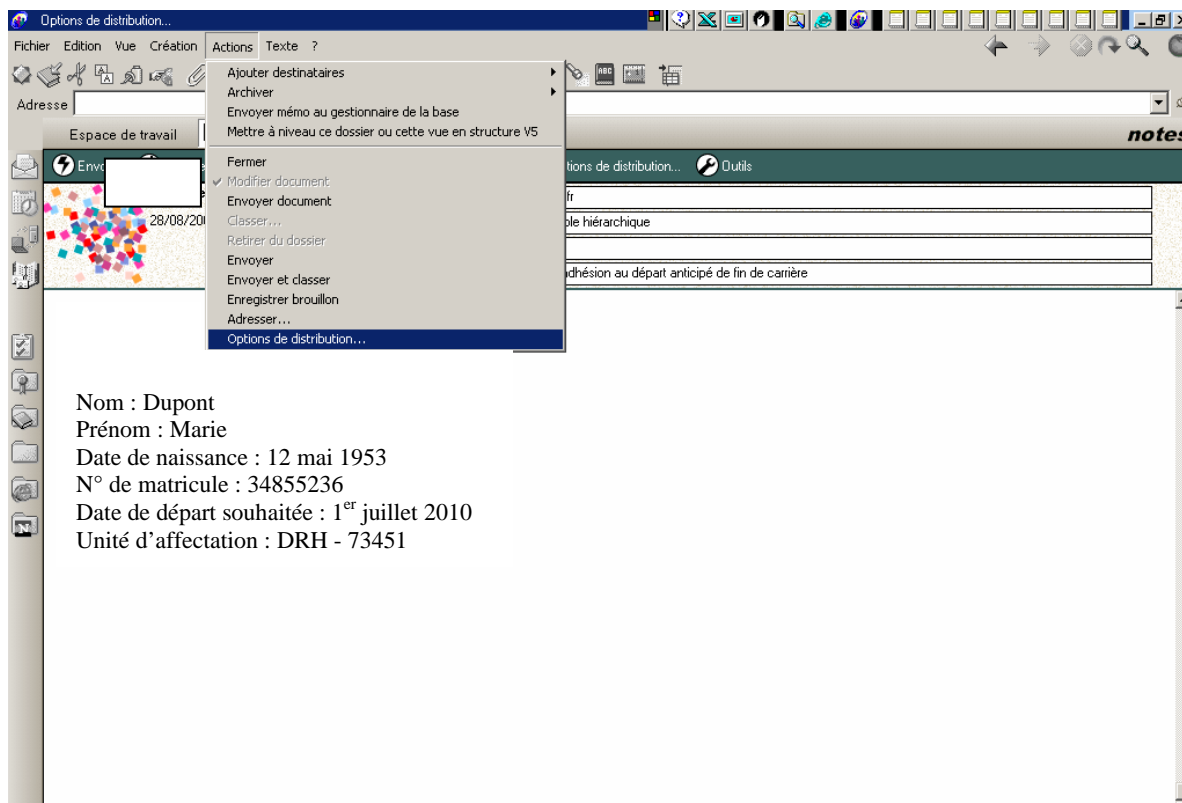 Options de distribution...
Fichier Edition Vue Création Actions Texte ?
Adresse
Espace de travail
notes
Ajouter destinataires
Archiver
Envoyer mémo au gestionnaire de la base
Mettre à niveau ce dossier ou cette vue en structure V5
Fermer
Modifier document
Envoyer document
Classer...
Retirer du dossier
Envoyer
Envoyer et classer
Enregistrer brouillon
Adresser...
Options de distribution...
tions de distribution... Outils
fr
28/08/200
ole hiérarchique
dhésion au départ anticipé de fin de carrière
Nom : Dupont
Prénom : Marie
Date de naissance : 12 mai 1953
N° de matricule : 34855236
Date de départ souhaitée : 1er juillet 2010
Unité d'affectation : DRH - 73451